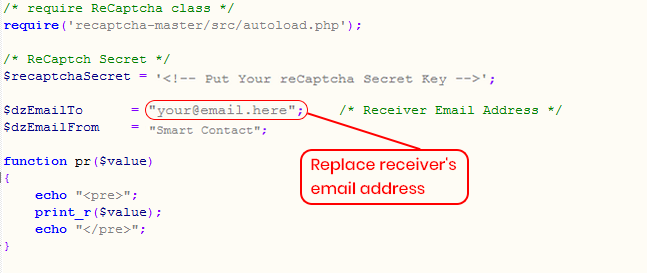 /* require ReCaptcha class */
require('recaptcha-master/src/autoload.php');
/* ReCaptch Secret */
$recaptchaSecret = '<!-- Put Your reCaptcha Secret Key -->';
$dzEmailTo = "your@email.here"; /* Receiver Email Address */
$dzEmailFrom = "Smart Contact";
Replace receiver's
email address
function pr($value)
{
echo "<pre>";
print_r($value);
echo "</pre>";
}